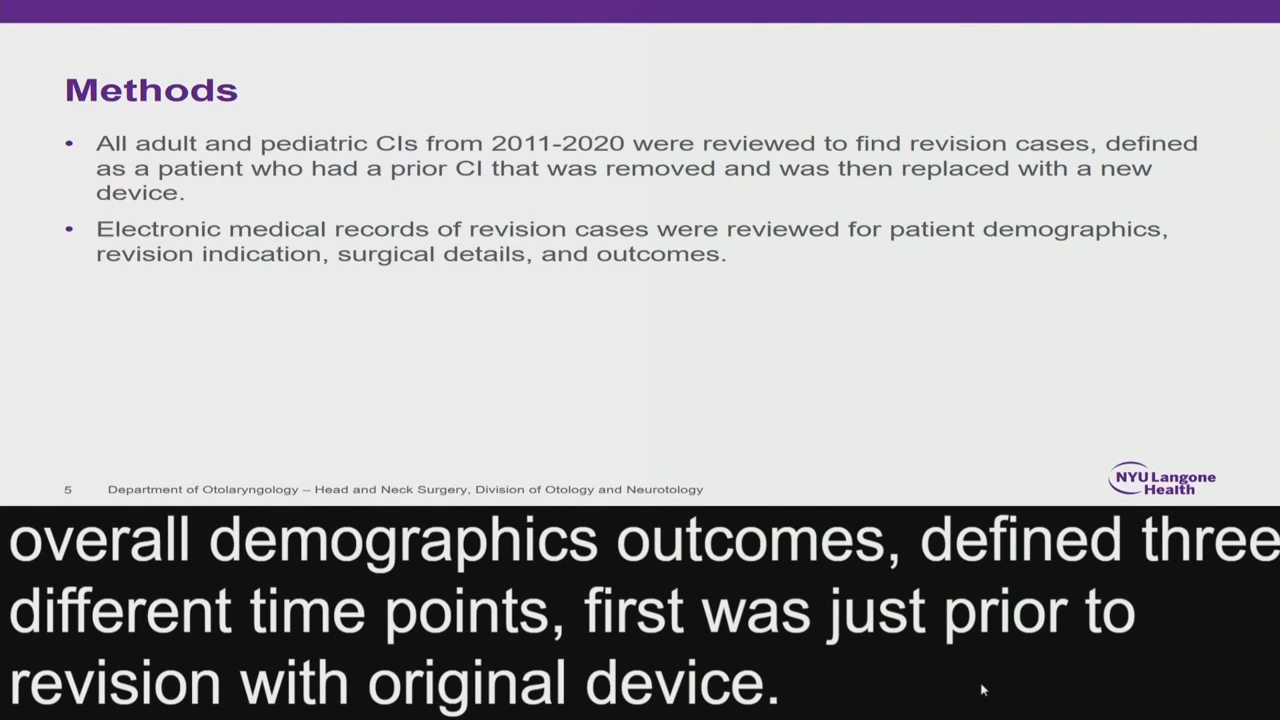 Methods
• All adult and pediatric CIs from 2011-2020 were reviewed to find revision cases, defined
as a patient who had a prior CI that was removed and was then replaced with a new
device.
• Electronic medical records of revision cases were reviewed for patient demographics,
revision indication, surgical details, and outcomes.
5 Department of Otolaryngology – Head and Neck Surgery, Division of Otology and Neurotology
NYU Langone
Health
overall demographics outcomes, defined three
different time points, first was just prior to
revision with original device.